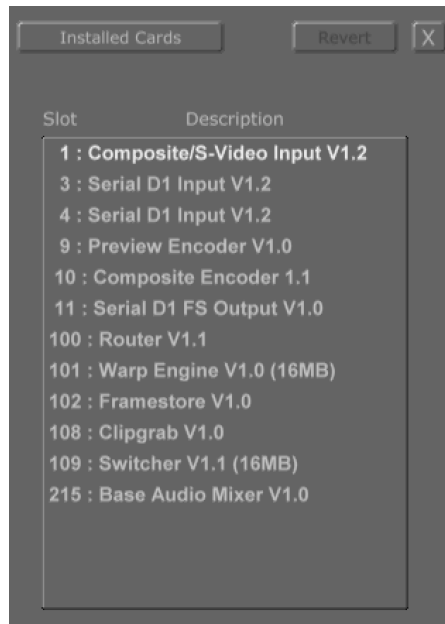 Installed Cards Revert X
Slot Description
1 : Composite/S-Video Input V1.2
3 : Serial D1 Input V1.2
4 : Serial D1 Input V1.2
9 : Preview Encoder V1.0
10 : Composite Encoder 1.1
11 : Serial D1 FS Output V1.0
100 : Router V1.1
101 : Warp Engine V1.0 (16MB)
102 : Framestore V1.0
108 : Clipgrab V1.0
109 : Switcher V1.1 (16MB)
215 : Base Audio Mixer V1.0